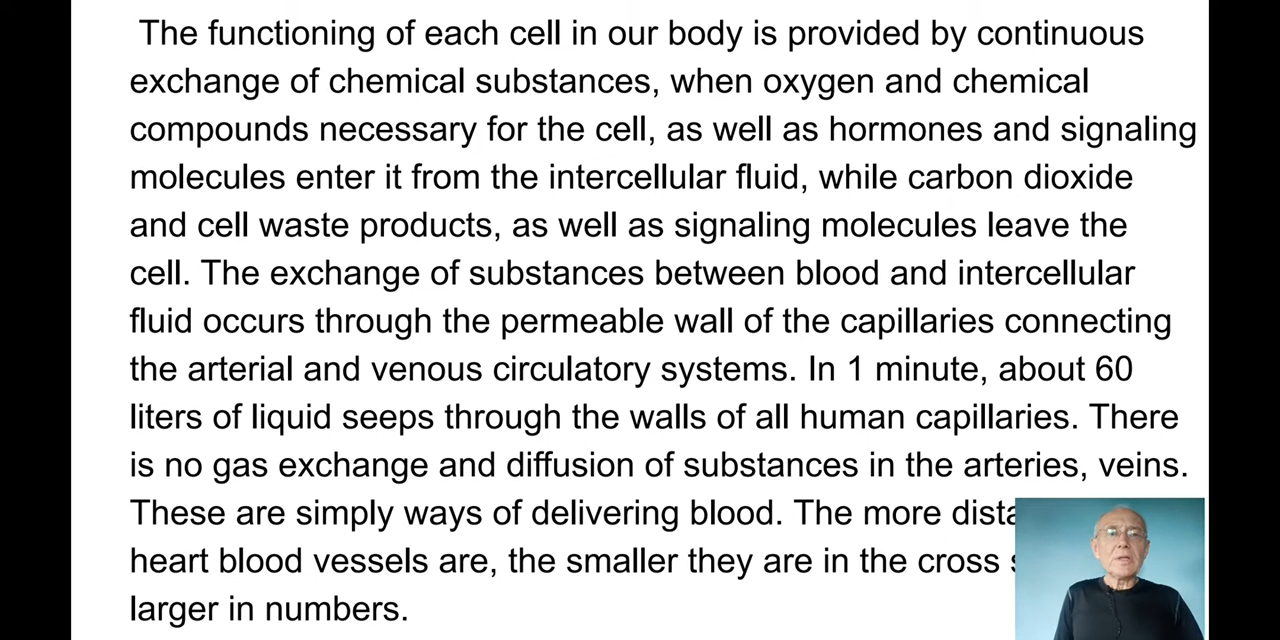 The functioning of each cell in our body is provided by continuous
exchange of chemical substances, when oxygen and chemical
compounds necessary for the cell, as well as hormones and signaling
molecules enter it from the intercellular fluid, while carbon dioxide
and cell waste products, as well as signaling molecules leave the
cell. The exchange of substances between blood and intercellular
fluid occurs through the permeable wall of the capillaries connecting
the arterial and venous circulatory systems. In 1 minute, about 60
liters of liquid seeps through the walls of all human capillaries. There
is no gas exchange and diffusion of substances in the arteries, veins.
These are simply ways of delivering blood. The more
heart blood vessels are, the smaller they are in the cross
larger in numbers.